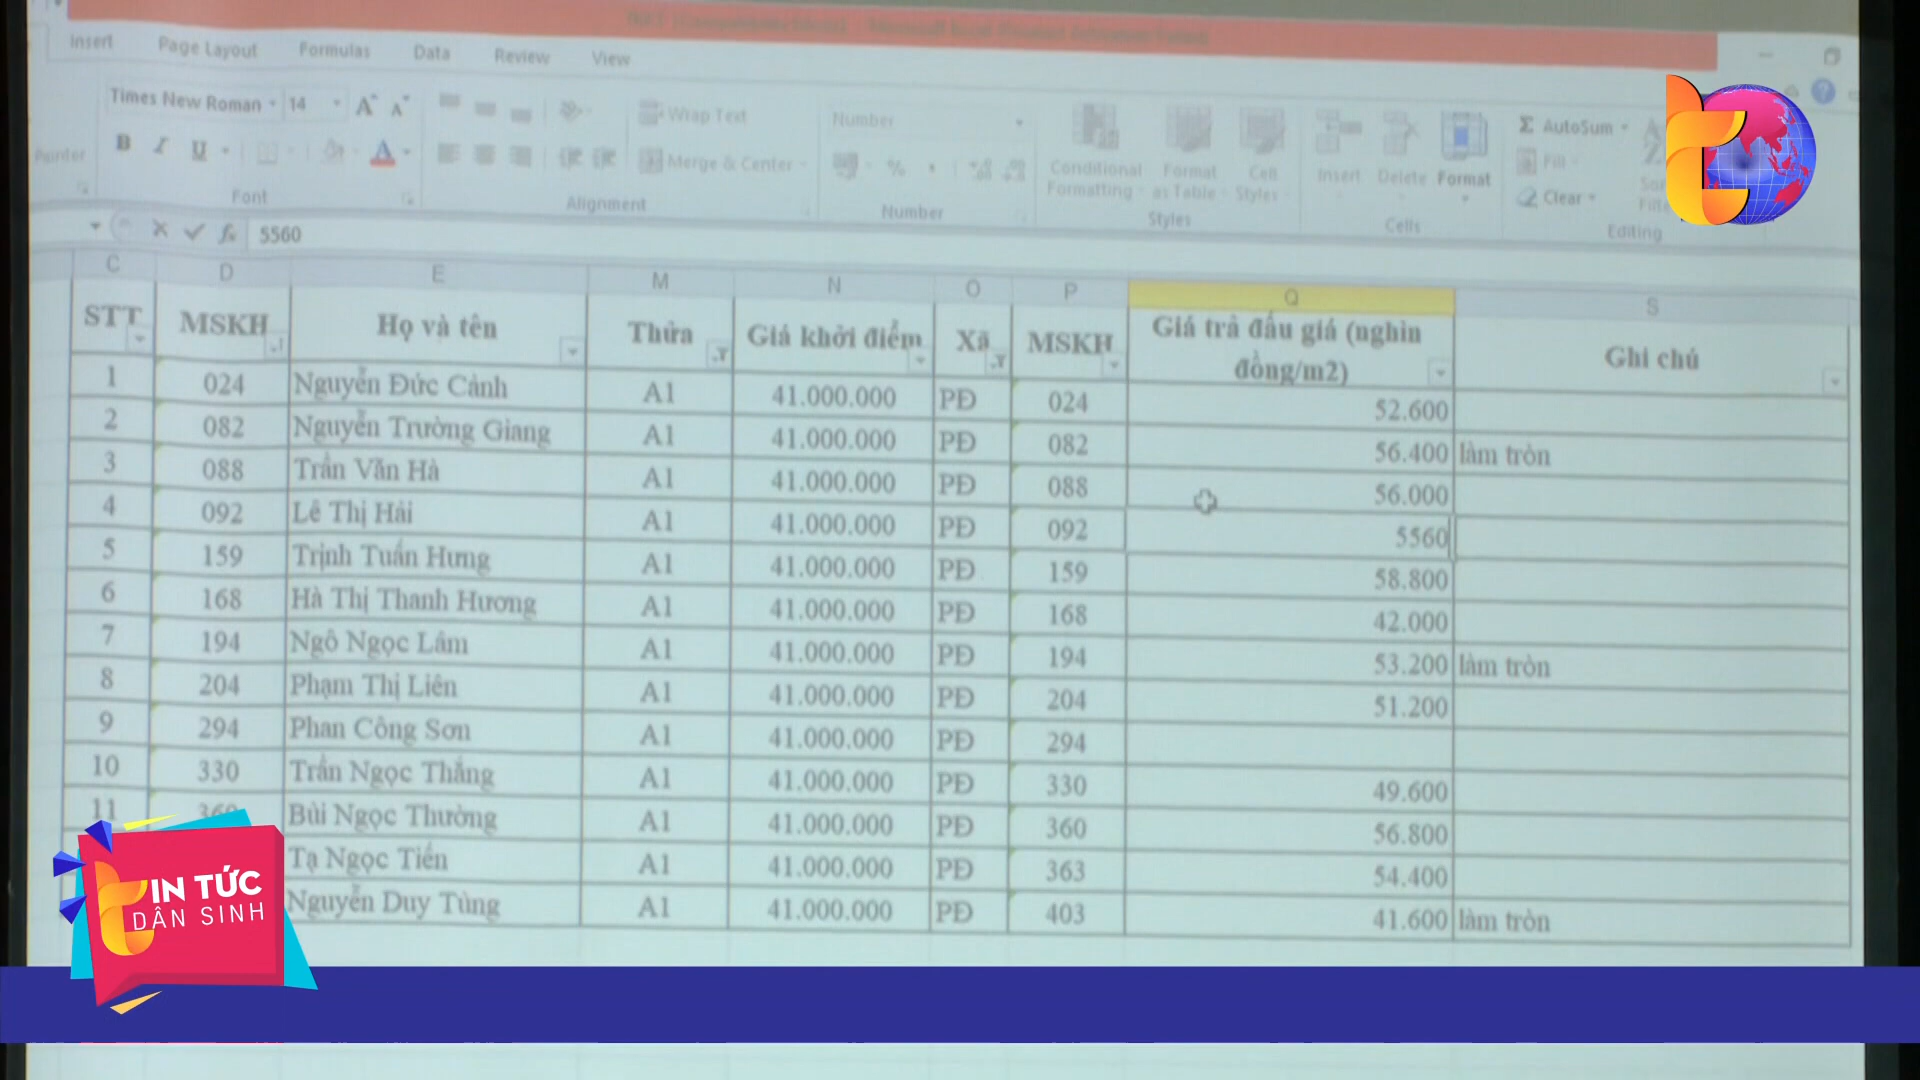 Insert Page Layout Formulas Data Review View
Times New Roman 14 A A Wrap Text Number Σ AutoSum
Painter B I U A Merge & Center % , Conditional Formatting Format as Table Cell Styles Insert Delete Format Fill
Clear
Font Alignment Number Styles Cells Editing
fx 5560
C D E M N O P Q S
STT MSKH Họ và tên Thửa Giá khởi điểm Xã MSKH Giá trả đấu giá (nghìn đồng/m2) Ghi chú
1 024 Nguyễn Đức Cảnh A1 41.000.000 PĐ 024 52.600
2 082 Nguyễn Trường Giang A1 41.000.000 PĐ 082 56.400 làm tròn
3 088 Trần Văn Hà A1 41.000.000 PĐ 088 56.000
4 092 Lê Thị Hải A1 41.000.000 PĐ 092 5560
5 159 Trịnh Tuấn Hưng A1 41.000.000 PĐ 159 58.800
6 168 Hà Thị Thanh Hương A1 41.000.000 PĐ 168 42.000
7 194 Ngô Ngọc Lâm A1 41.000.000 PĐ 194 53.200 làm tròn
8 204 Phạm Thị Liên A1 41.000.000 PĐ 204 51.200
9 294 Phan Công Sơn A1 41.000.000 PĐ 294
10 330 Trần Ngọc Thắng A1 41.000.000 PĐ 330 49.600
11 360 Bùi Ngọc Thường A1 41.000.000 PĐ 360 56.800
Tạ Ngọc Tiến A1 41.000.000 PĐ 363 54.400
Nguyễn Duy Tùng A1 41.000.000 PĐ 403 41.600 làm tròn
TIN TỨC
DÂN SINH